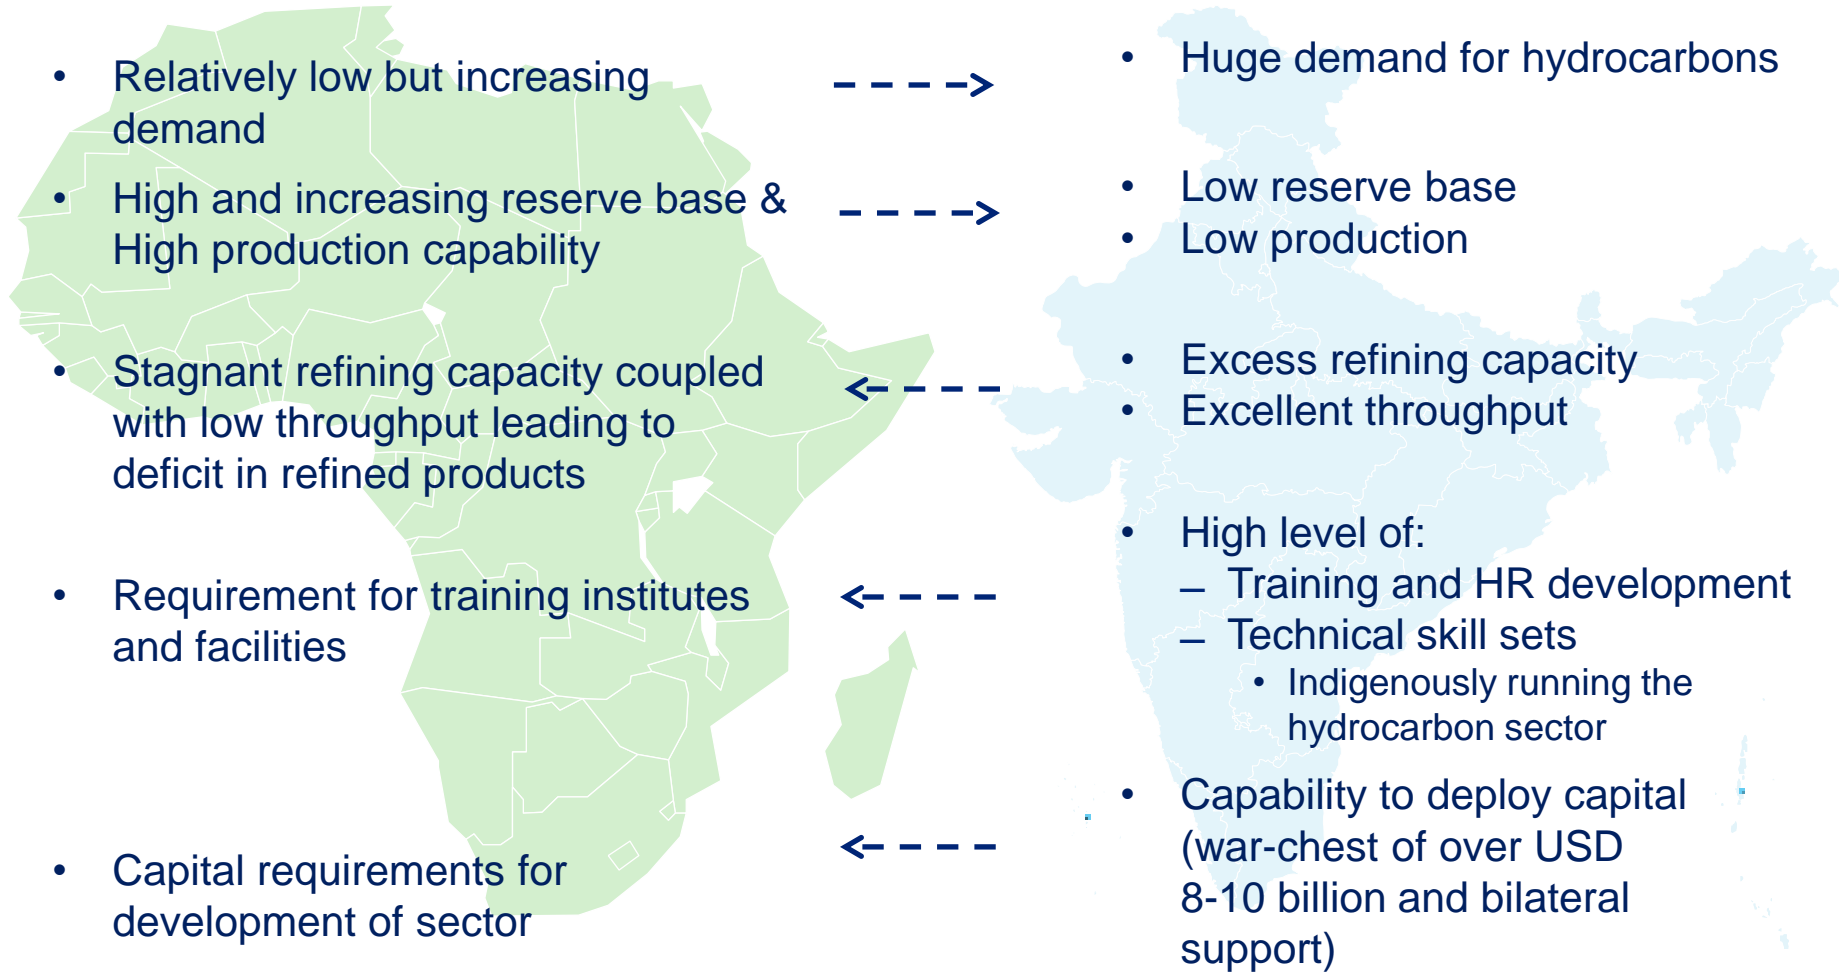 • Relatively low but increasing
demand
• High and increasing reserve base &
High production capability
• Stagnant refining capacity coupled
with low throughput leading to
deficit in refined products
• Requirement for training institutes
and facilities
• Capital requirements for
development of sector
• Huge demand for hydrocarbons
• Low reserve base
• Low production
• Excess refining capacity
• Excellent throughput
• High level of:
– Training and HR development
– Technical skill sets
• Indigenously running the
hydrocarbon sector
• Capability to deploy capital
(war-chest of over USD
8-10 billion and bilateral
support)